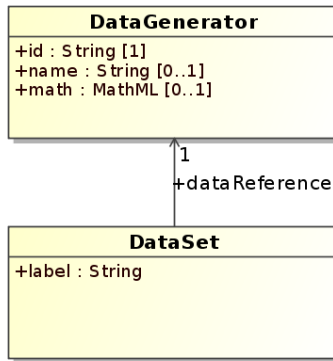 DataGenerator
+id : String [1]
+name : String [0..1]
+math : MathML [0..1]
1
+dataReference
DataSet
+label : String